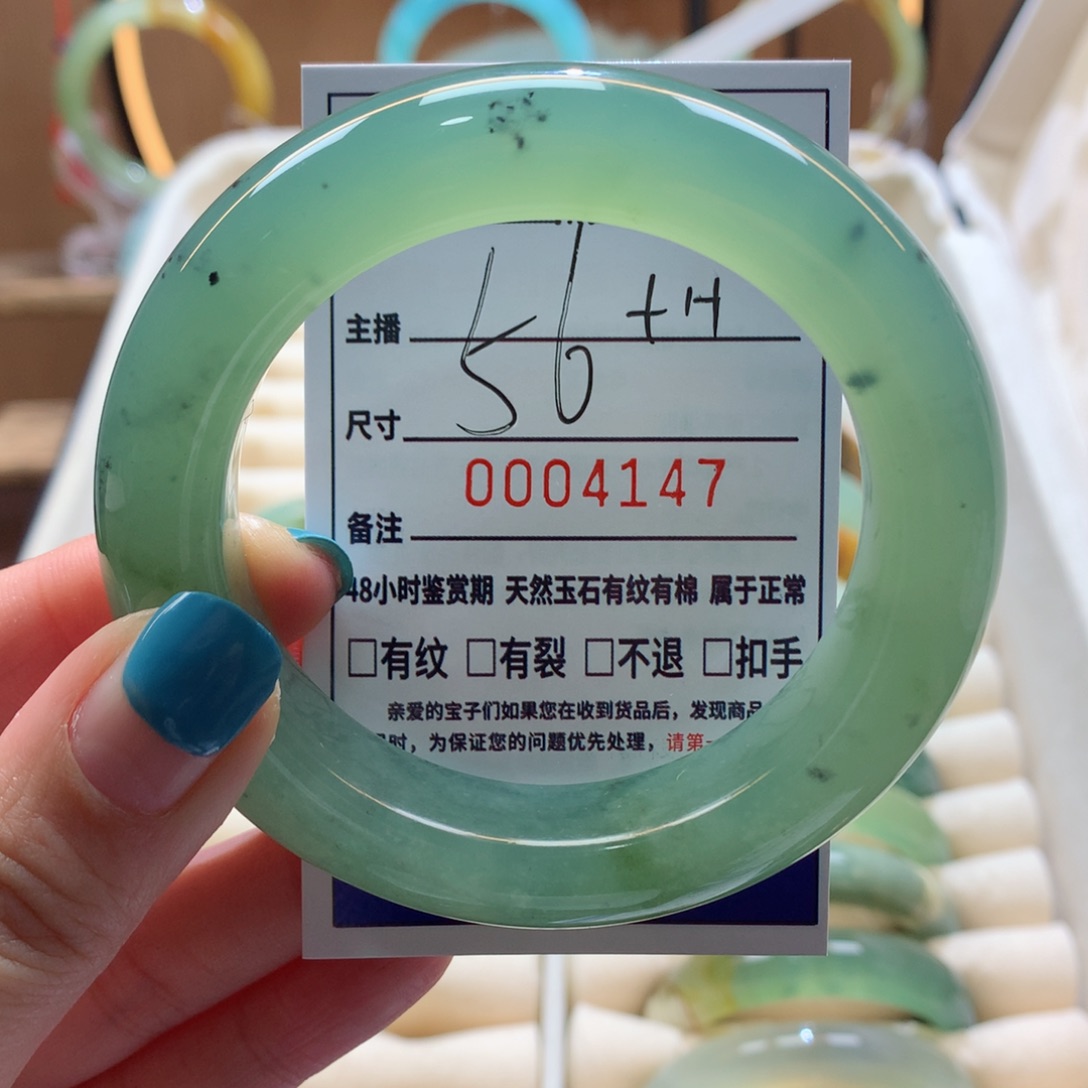 主播
56 +H
尺寸
0004147
备注
48小时鉴赏期 天然玉石有纹有棉 属于正常
□有纹 □有裂 □不退 □扣手
亲爱的宝子们如果您在收到货品后，发现商品
时，为保证您的问题优先处理，请第一